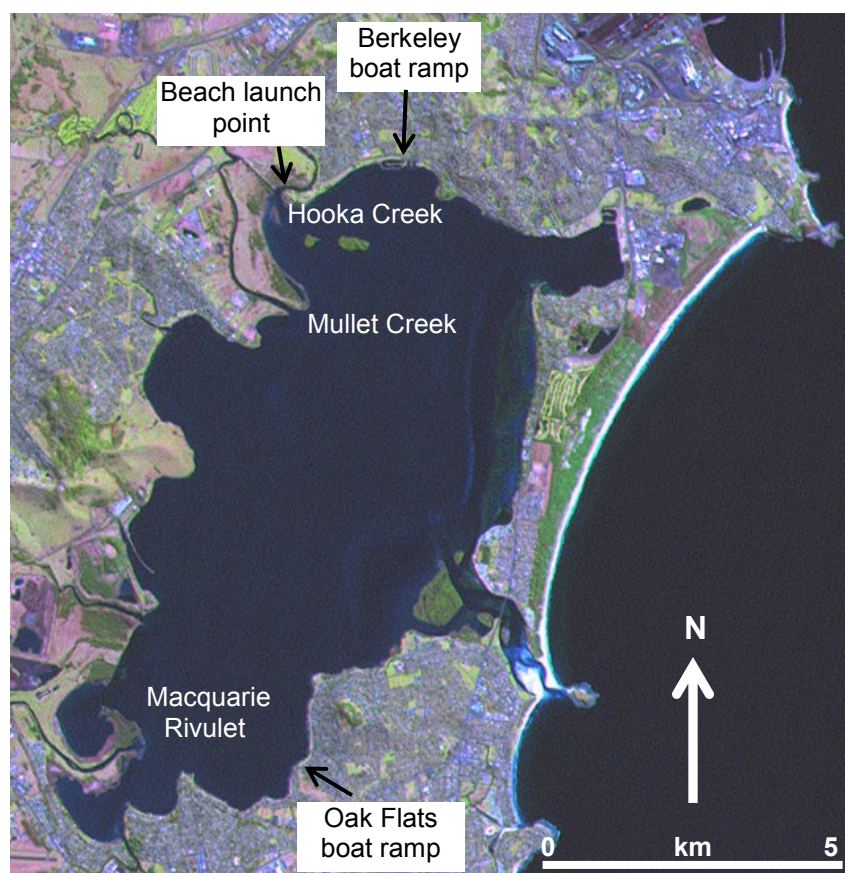 Berkeley
boat ramp
Beach launch
point
Hooka Creek
Mullet Creek
N
Macquarie
Rivulet
Oak Flats
boat ramp
0 km 5